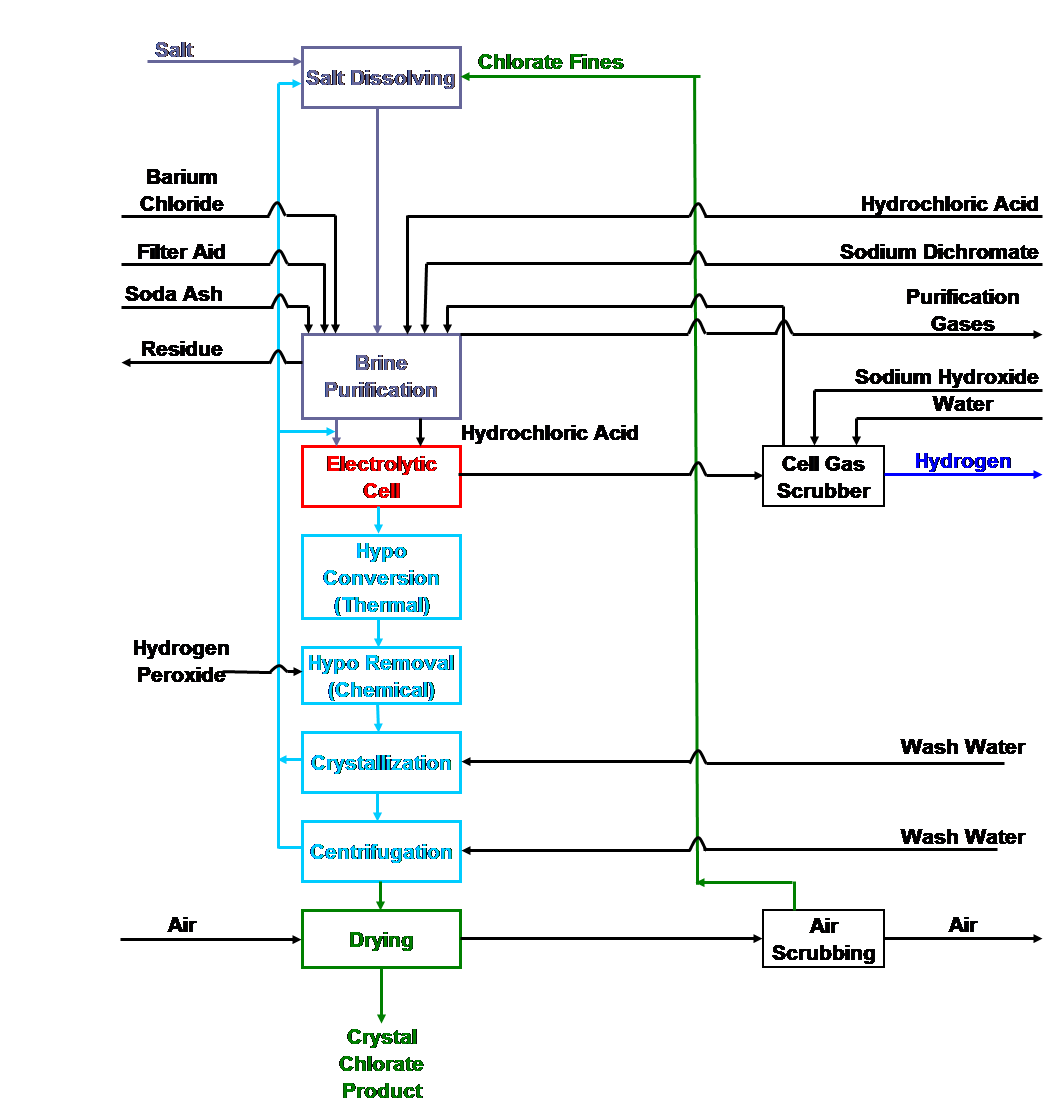 Salt
Salt Dissolving
Chlorate Fines
Barium
Chloride
Hydrochloric Acid
Filter Aid
Sodium Dichromate
Soda Ash
Purification
Gases
Residue
Brine
Purification
Sodium Hydroxide
Water
Hydrochloric Acid
Electrolytic
Cell
Cell Gas
Scrubber
Hydrogen
Hypo
Conversion
(Thermal)
Hydrogen
Peroxide
Hypo Removal
(Chemical)
Crystallization
Wash Water
Centrifugation
Wash Water
Air
Drying
Air
Scrubbing
Air
Crystal
Chlorate
Product